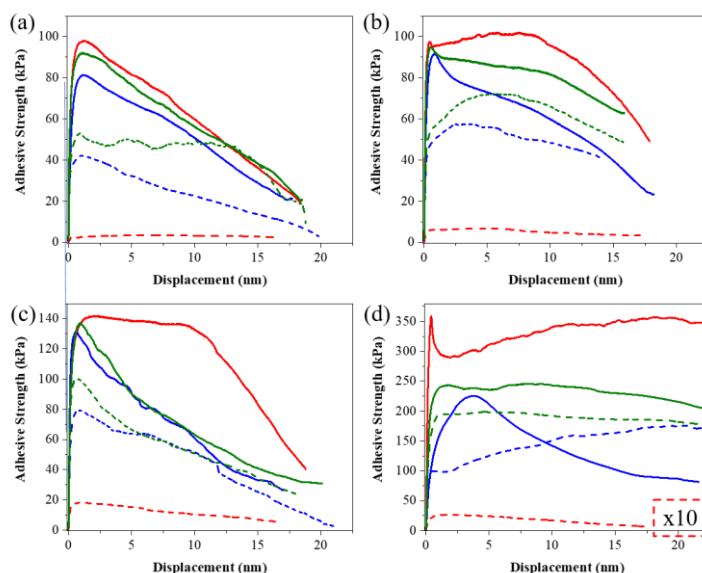 (a)
Adhesive Strength (kPa)
100
80
60
40
20
0
0 5 10 15 20
Displacement (nm)
(b)
Adhesive Strength (kPa)
100
80
60
40
20
0
0 5 10 15 20
Displacement (nm)
(c)
Adhesive Strength (kPa)
140
120
100
80
60
40
20
0
0 5 10 15 20
Displacement (nm)
(d)
Adhesive Strength (kPa)
350
300
250
200
150
100
50
0
x10
0 5 10 15 20
Displacement (nm)